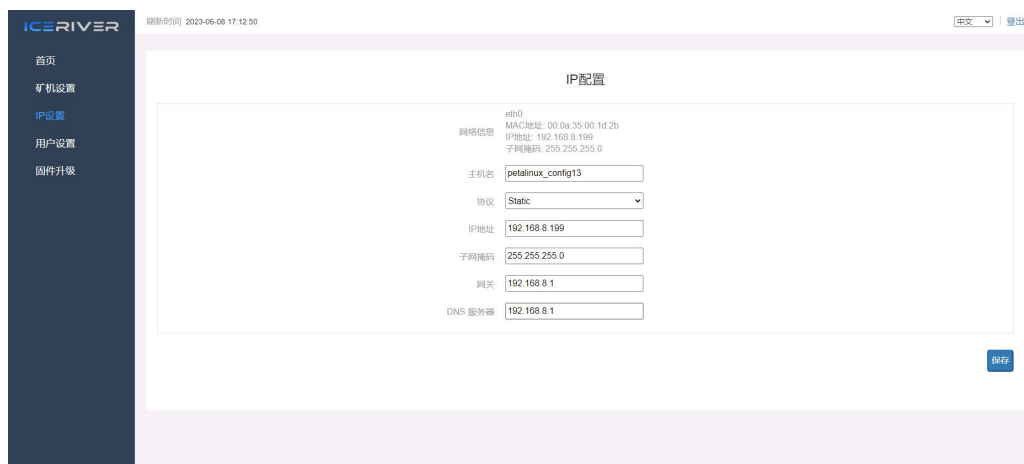 ICERIVER
刷新时间 2023-06-08 17:12:50
中文
登出
首页
矿机设置
IP设置
用户设置
固件升级
IP配置
网络信息
eth0
MAC地址: 00:0a:35:00:1d:2b
IP地址: 192.168.8.199
子网掩码: 255.255.255.0
主机名 petalinux_config13
协议 Static
IP地址 192.168.8.199
子网掩码 255.255.255.0
网关 192.168.8.1
DNS 服务器 192.168.8.1
保存